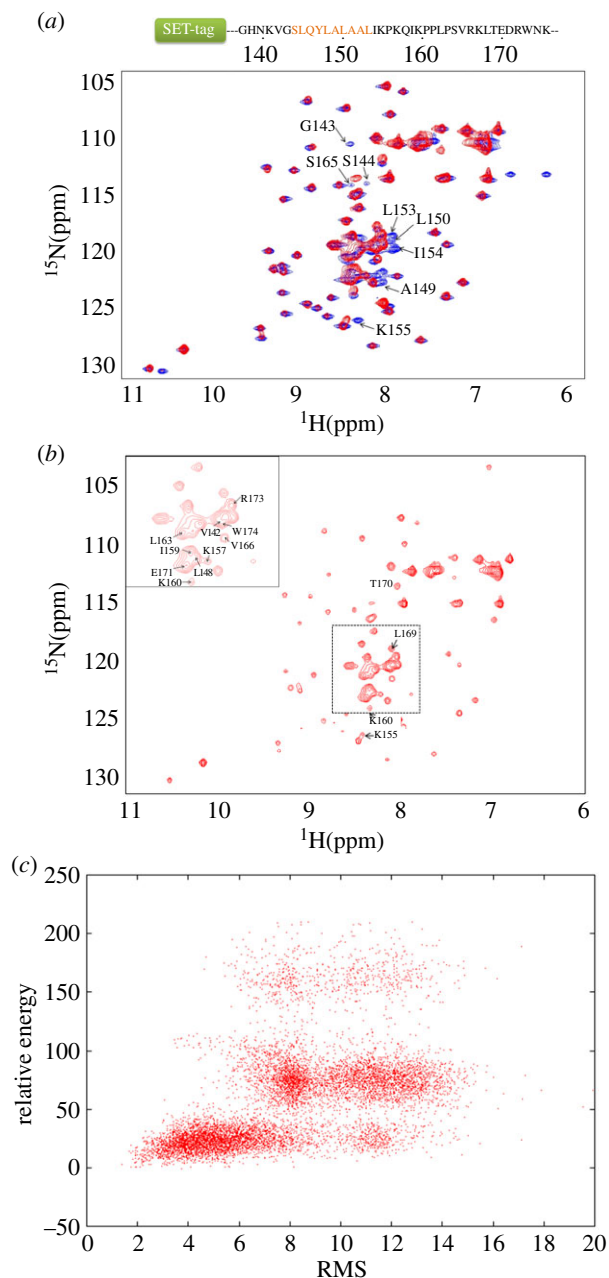 (a)
SET-tag ---GHNKVGSLQYLALAALIKPKQIKPPLPSVRKLTEDRWNK---
140 150 160 170
105
110
115
120
125
130
15N(ppm)
G143
S165 S144
L153
L150
I154
A149
K155
11 10 9 8 7 6
1H(ppm)
(b)
105
110
115
120
125
130
15N(ppm)
R173
L163 V142 W174
I159 K157 V166
E171 L148
K160
T170
L169
K160
K155
11 10 9 8 7 6
1H(ppm)
(c)
250
200
150
100
50
0
–50
relative energy
0 2 4 6 8 10 12 14 16 18 20
RMS